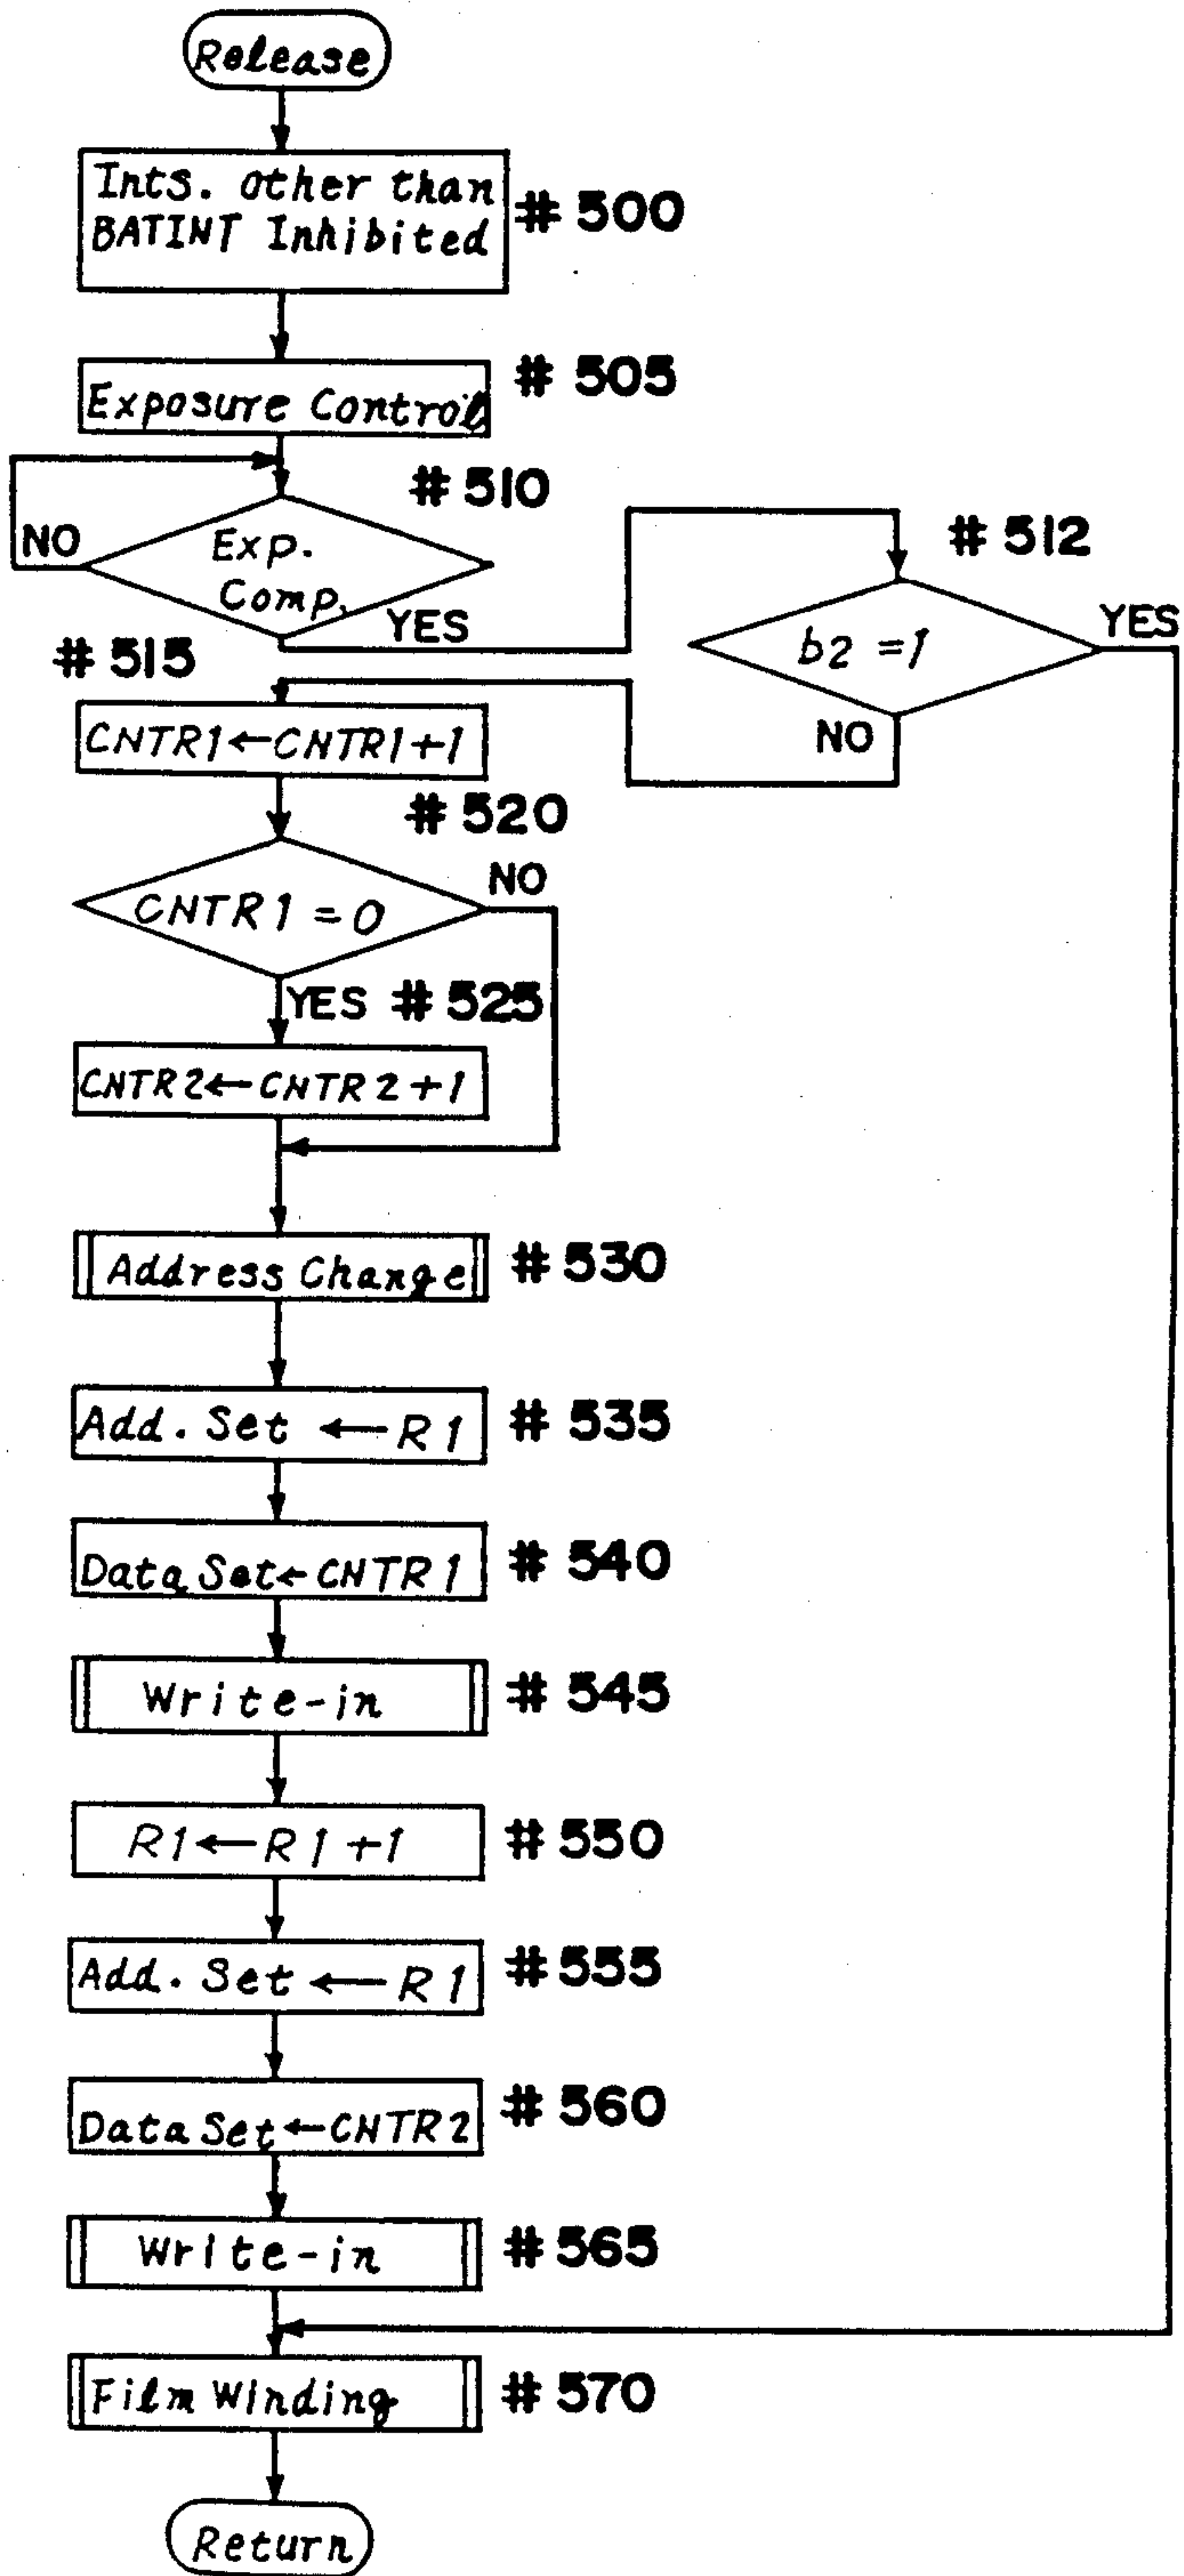 Release
Ints. other than
BATINT Inhibited
# 500
Exposure Control
# 505
# 510
NO
Exp.
Comp.
YES
# 512
b2 = 1
YES
NO
# 515
CNTR1 ← CNTR1 + 1
# 520
CNTR1 = 0
NO
YES
# 525
CNTR2 ← CNTR2 + 1
Address Change
# 530
Add. Set ← R1
# 535
Data Set ← CNTR1
# 540
Write-in
# 545
R1 ← R1 + 1
# 550
Add. Set ← R1
# 555
Data Set ← CNTR2
# 560
Write-in
# 565
Film Winding
# 570
Return